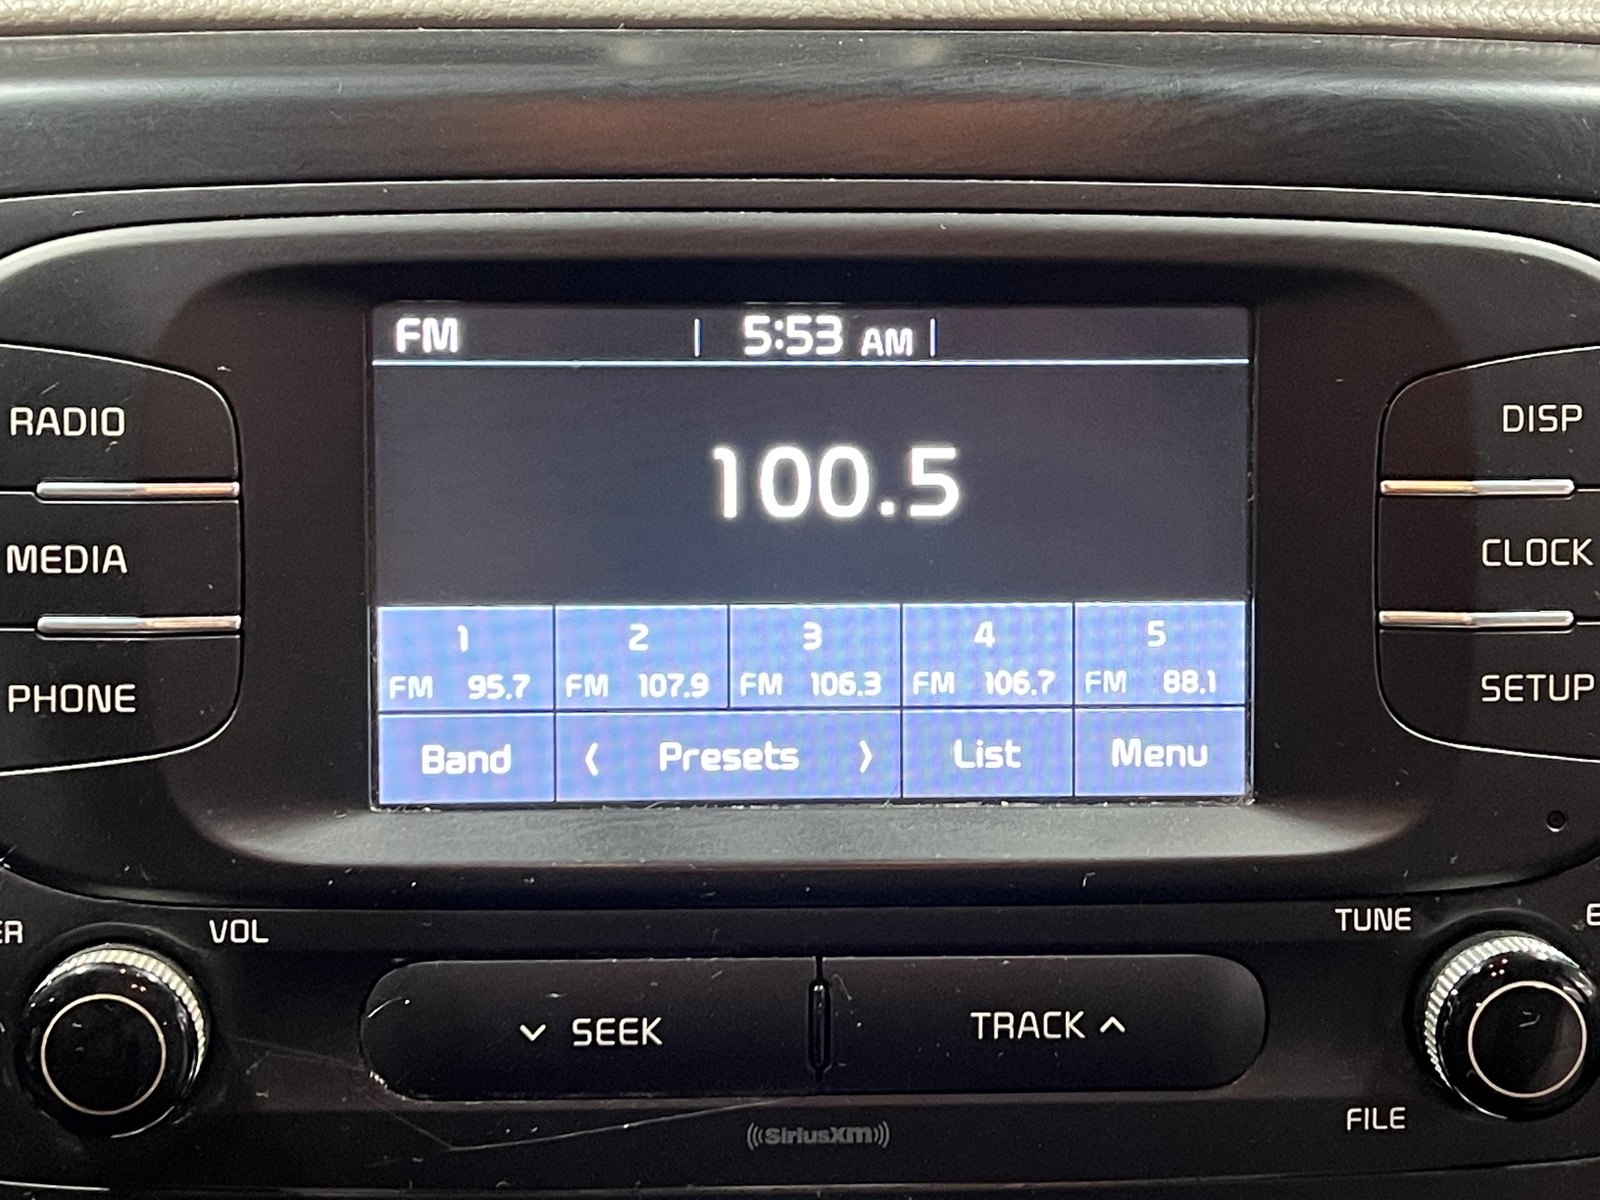 FM | 5:53 AM |
100.5
1 2 3 4 5
FM 95.7 FM 107.9 FM 106.3 FM 106.7 FM 88.1
Band ⟨ Presets ⟩ List Menu
RADIO
MEDIA
PHONE
DISP
CLOCK
SETUP
ER
VOL
SEEK
TRACK
TUNE
E
FILE
SiriusXM